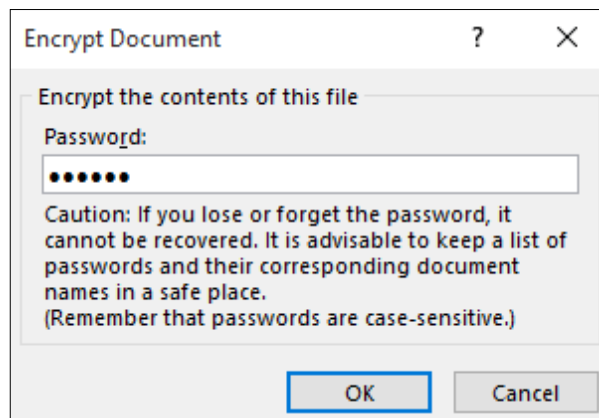 Encrypt Document ? ×
Encrypt the contents of this file
Password:
••••••
Caution: If you lose or forget the password, it
cannot be recovered. It is advisable to keep a list of
passwords and their corresponding document
names in a safe place.
(Remember that passwords are case-sensitive.)
OK Cancel